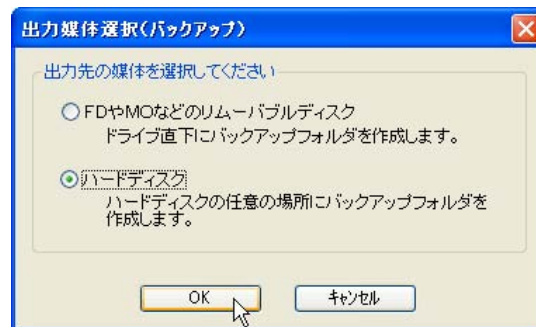 出力媒体選択(バックアップ)
出力先の媒体を選択してください
FDやMOなどのリムーバブルディスク
ドライブ直下にバックアップフォルダを作成します。
ハードディスク
ハードディスクの任意の場所にバックアップフォルダを
作成します。
OK
キャンセル